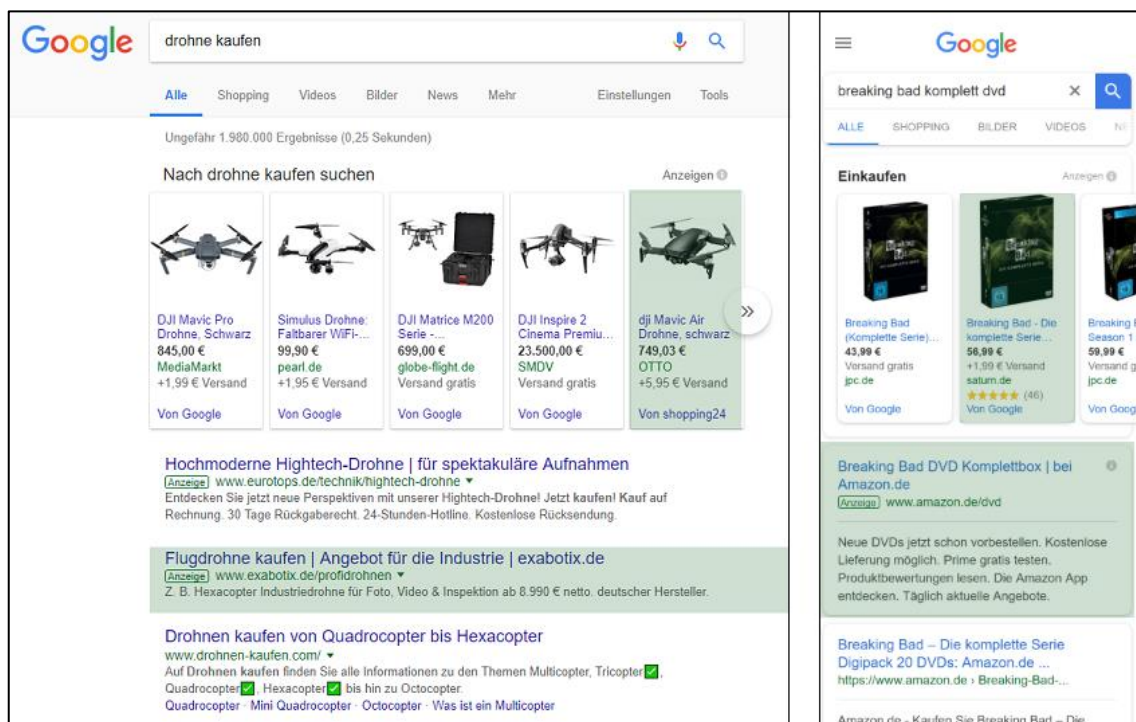 Google
drohne kaufen
Alle Shopping Videos Bilder News Mehr Einstellungen Tools
Ungefähr 1.980.000 Ergebnisse (0,25 Sekunden)
Nach drohne kaufen suchen
Anzeigen
DJI Mavic Pro
Drohne, Schwarz
845,00 €
MediaMarkt
+1,99 € Versand
Von Google
Simulus Drohne:
Faltbarer WiFi-...
99,90 €
pearl.de
+1,95 € Versand
Von Google
DJI Matrice M200
Serie -...
699,00 €
globe-flight.de
Versand gratis
Von Google
DJI Inspire 2
Cinema Premiu...
23.500,00 €
SMDV
Versand gratis
Von Google
dji Mavic Air
Drohne, schwarz
749,03 €
OTTO
+5,95 € Versand
Von shopping24
Hochmoderne Hightech-Drohne | für spektakuläre Aufnahmen
Anzeige www.eurotops.de/technik/hightech-drohne
Entdecken Sie jetzt neue Perspektiven mit unserer Hightech-Drohne! Jetzt kaufen! Kauf auf
Rechnung. 30 Tage Rückgaberecht. 24-Stunden-Hotline. Kostenlose Rücksendung.
Flugdrohne kaufen | Angebot für die Industrie | exabotix.de
Anzeige www.exabotix.de/profidrohnen
Z. B. Hexacopter Industriedrohne für Foto, Video & Inspektion ab 8.990 € netto. deutscher Hersteller.
Drohnen kaufen von Quadrocopter bis Hexacopter
www.drohnen-kaufen.com/
Auf Drohnen kaufen finden Sie alle Informationen zu den Themen Multicopter, Tricopter✅,
Quadrocopter✅, Hexacopter✅ bis hin zu Octocopter.
Quadrocopter · Mini Quadrocopter · Octocopter · Was ist ein Multicopter
Google
breaking bad komplett dvd
ALLE SHOPPING BILDER VIDEOS
Einkaufen
Anzeigen
Breaking Bad
(Komplette Serie)...
43,99 €
Versand gratis
jpc.de
Von Google
Breaking Bad - Die
komplette Serie...
56,99 €
+1,99 € Versand
saturn.de
(46)
Von Google
Breaking
Season 1
59,99 €
Versand g
jpc.de
Von Goog
Breaking Bad DVD Komplettbox | bei
Amazon.de
Anzeige www.amazon.de/dvd
Neue DVDs jetzt schon vorbestellen. Kostenlose
Lieferung möglich. Prime gratis testen.
Produktbewertungen lesen. Die Amazon App
entdecken. Täglich aktuelle Angebote.
Breaking Bad – Die komplette Serie
Digipack 20 DVDs: Amazon.de ...
https://www.amazon.de › Breaking-Bad-...
Amazon.de - Kaufen Sie Breaking Bad – Die